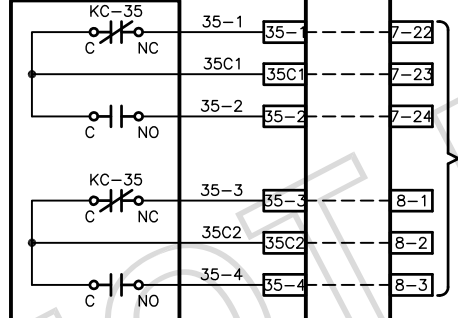 KC-35
C NC 35-1 35-1 7-22
35C1 35C1 7-23
C NO 35-2 35-2 7-24
KC-35
C NC 35-3 35-3 8-1
35C2 35C2 8-2
C NO 35-4 35-4 8-3